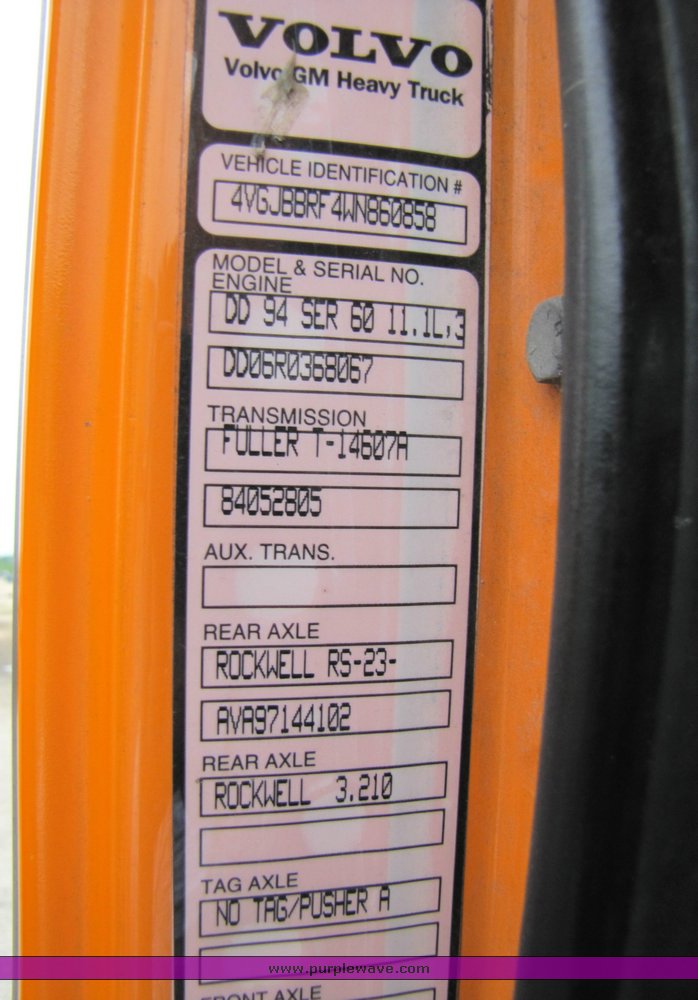 VOLVO
Volvo GM Heavy Truck
VEHICLE IDENTIFICATION #
4VGJBBRF4WN860858
MODEL & SERIAL NO.
ENGINE
DD 94 SER 60 11.1L,3
DD06R0368067
TRANSMISSION
FULLER T-14607A
84052805
AUX. TRANS.
REAR AXLE
ROCKWELL RS-23-
AVA97144102
REAR AXLE
ROCKWELL 3.210
TAG AXLE
NO TAG/PUSHER A
www.purplewave.com
FRONT AXLE